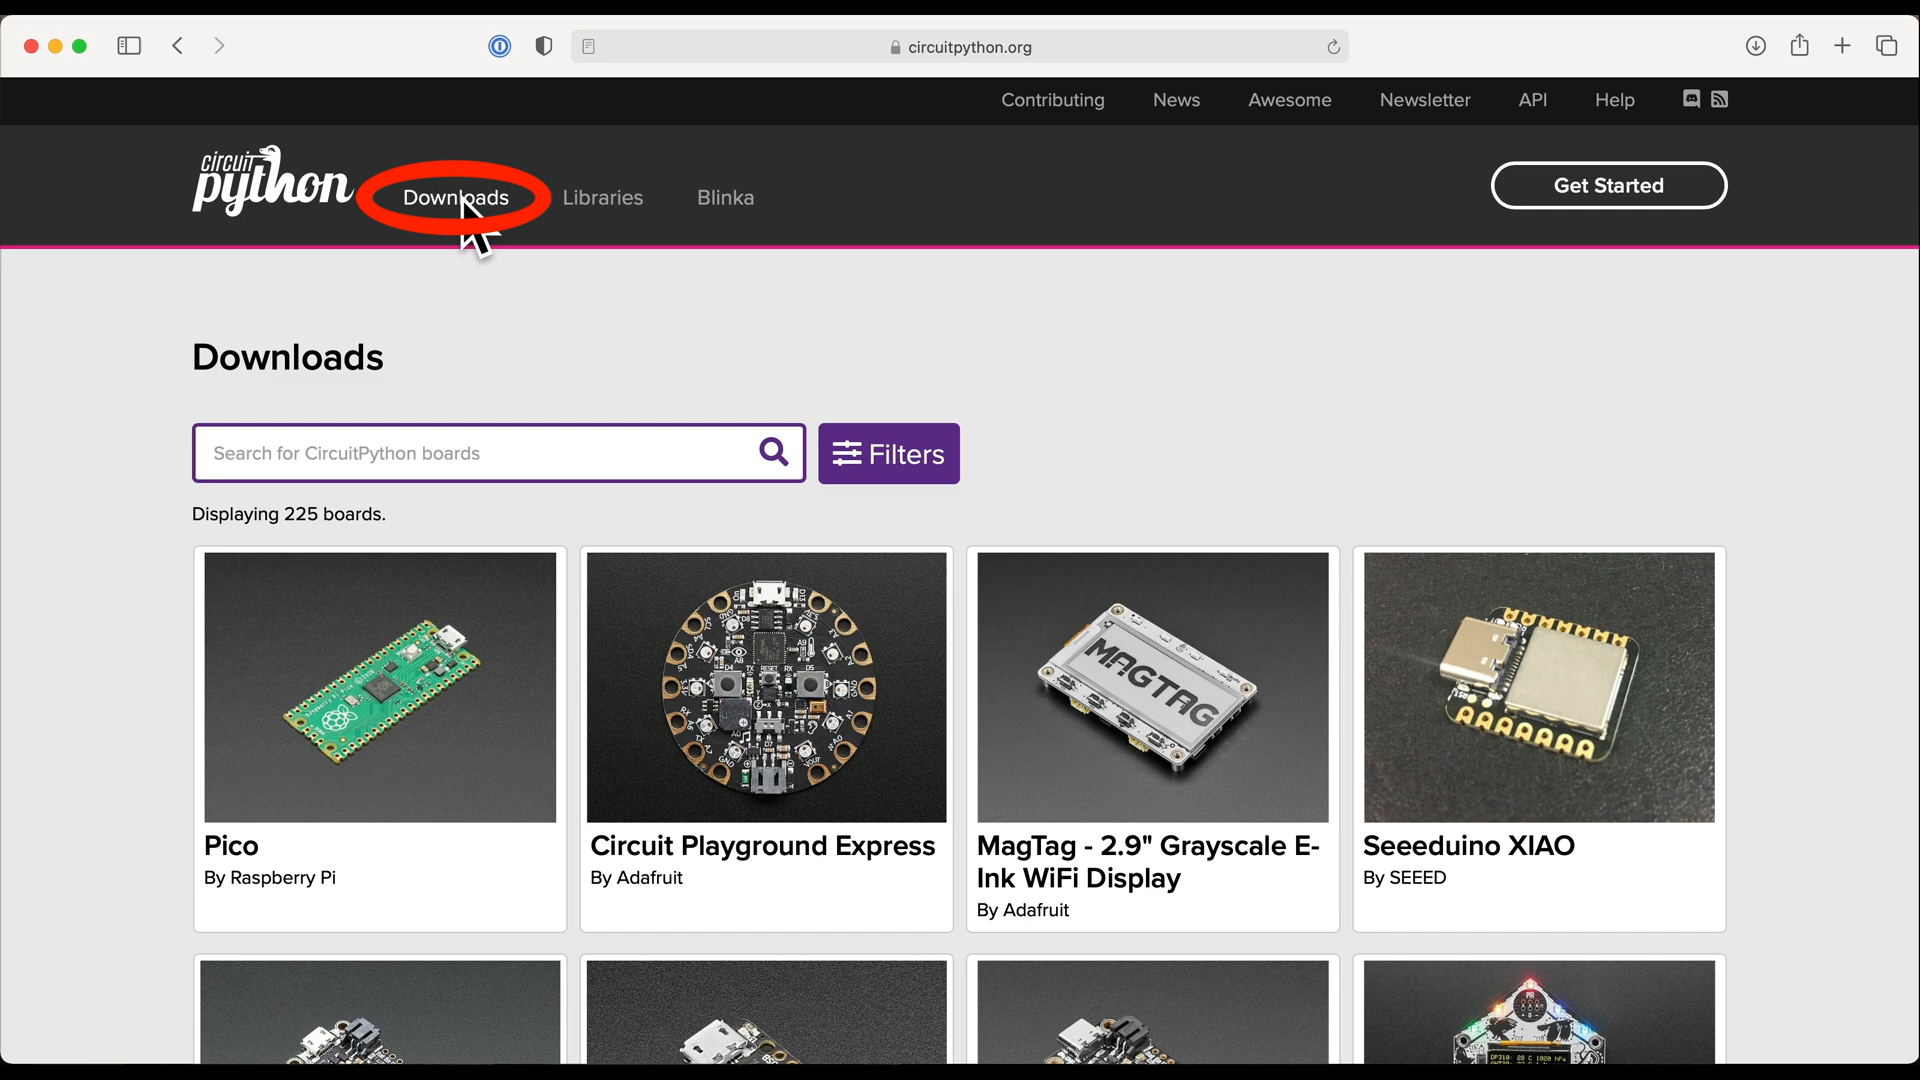 circuitpython.org
Contributing News Awesome Newsletter API Help
circuit
python
Downloads Libraries Blinka
Get Started
Downloads
Search for CircuitPython boards
Filters
Displaying 225 boards.
MAGTAG
Pico
By Raspberry Pi
Circuit Playground Express
By Adafruit
MagTag - 2.9" Grayscale E-
Ink WiFi Display
By Adafruit
Seeeduino XIAO
By SEEED